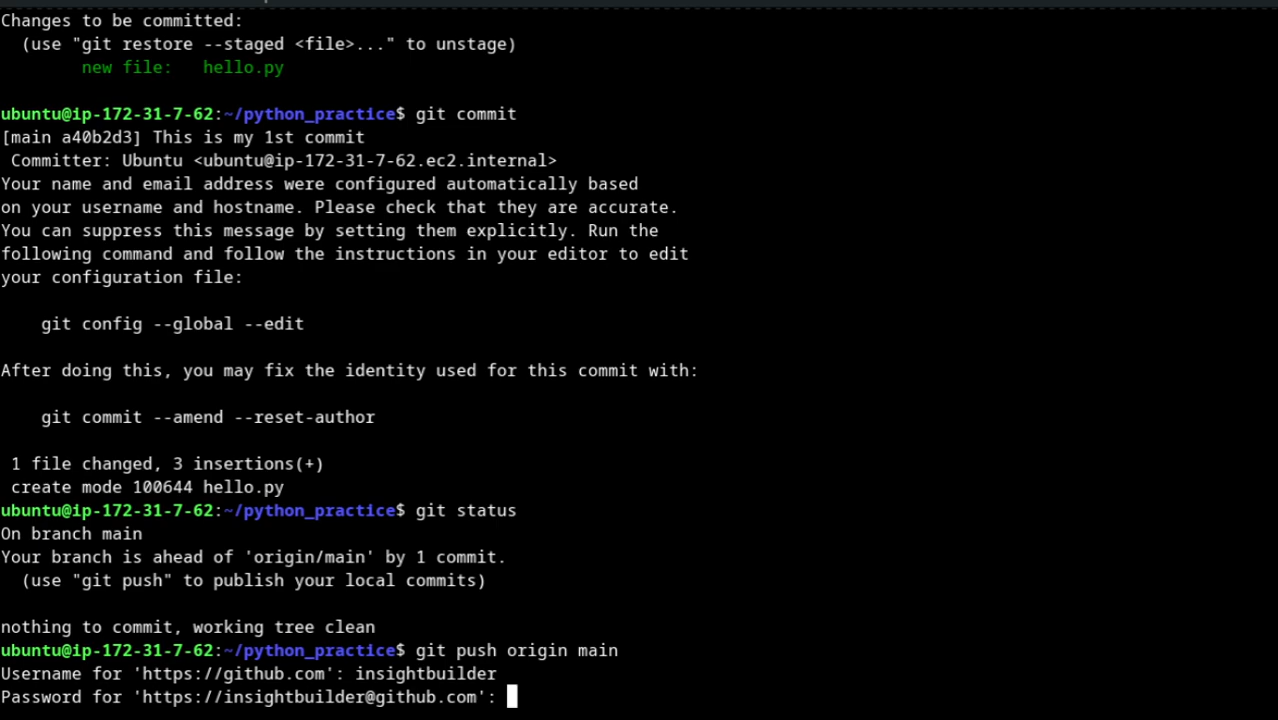 Changes to be committed:
(use "git restore --staged <file>..." to unstage)
new file:   hello.py
ubuntu@ip-172-31-7-62:~/python_practice$ git commit
[main a40b2d3] This is my 1st commit
Committer: Ubuntu <ubuntu@ip-172-31-7-62.ec2.internal>
Your name and email address were configured automatically based
on your username and hostname. Please check that they are accurate.
You can suppress this message by setting them explicitly. Run the
following command and follow the instructions in your editor to edit
your configuration file:
git config --global --edit
After doing this, you may fix the identity used for this commit with:
git commit --amend --reset-author
1 file changed, 3 insertions(+)
create mode 100644 hello.py
ubuntu@ip-172-31-7-62:~/python_practice$ git status
On branch main
Your branch is ahead of 'origin/main' by 1 commit.
(use "git push" to publish your local commits)
nothing to commit, working tree clean
ubuntu@ip-172-31-7-62:~/python_practice$ git push origin main
Username for 'https://github.com': insightbuilder
Password for 'https://insightbuilder@github.com':